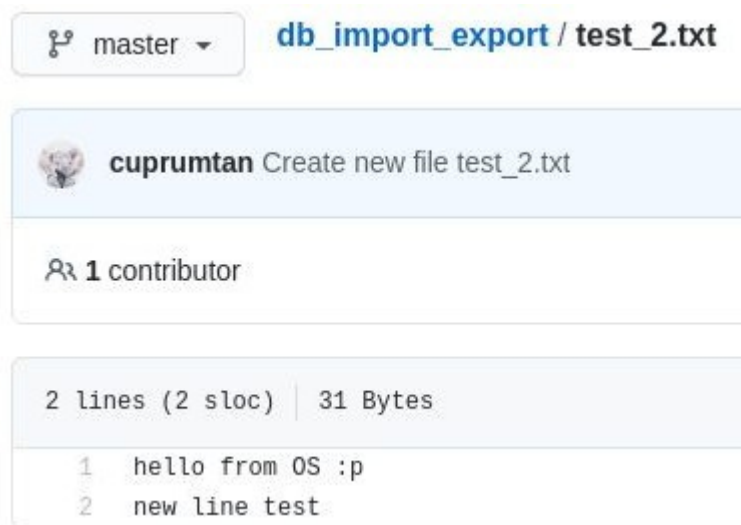 master db_import_export / test_2.txt
cuprumtan Create new file test_2.txt
1 contributor
2 lines (2 sloc) 31 Bytes
1 hello from OS :p
2 new line test